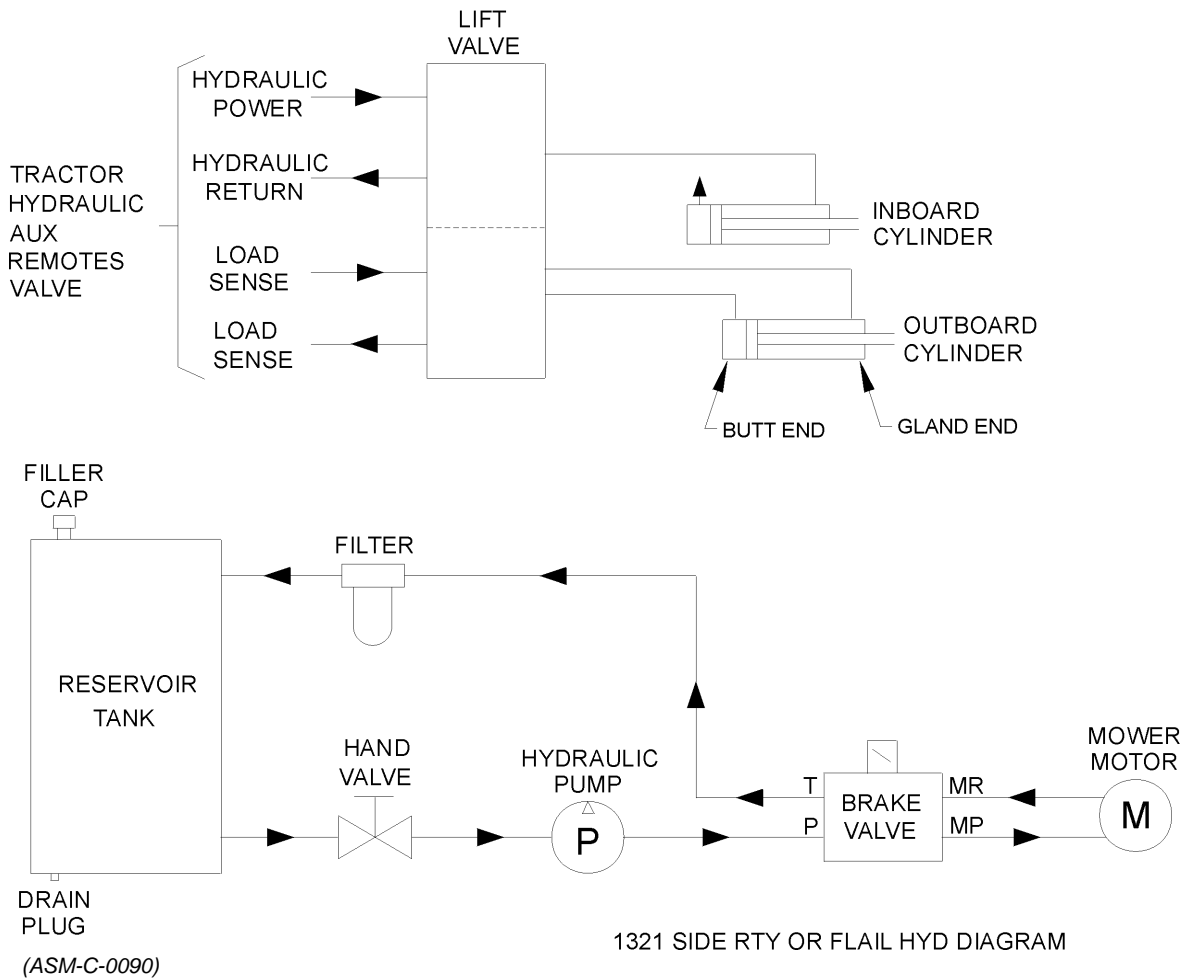 LIFT
VALVE
HYDRAULIC
POWER
HYDRAULIC
RETURN
TRACTOR
HYDRAULIC
AUX
REMOTES
VALVE
LOAD
SENSE
LOAD
SENSE
INBOARD
CYLINDER
OUTBOARD
CYLINDER
BUTT END
GLAND END
FILLER
CAP
FILTER
RESERVOIR
TANK
HAND
VALVE
HYDRAULIC
PUMP
P
T
P
BRAKE
VALVE
MR
MP
MOWER
MOTOR
M
DRAIN
PLUG
1321 SIDE RTY OR FLAIL HYD DIAGRAM
(ASM-C-0090)